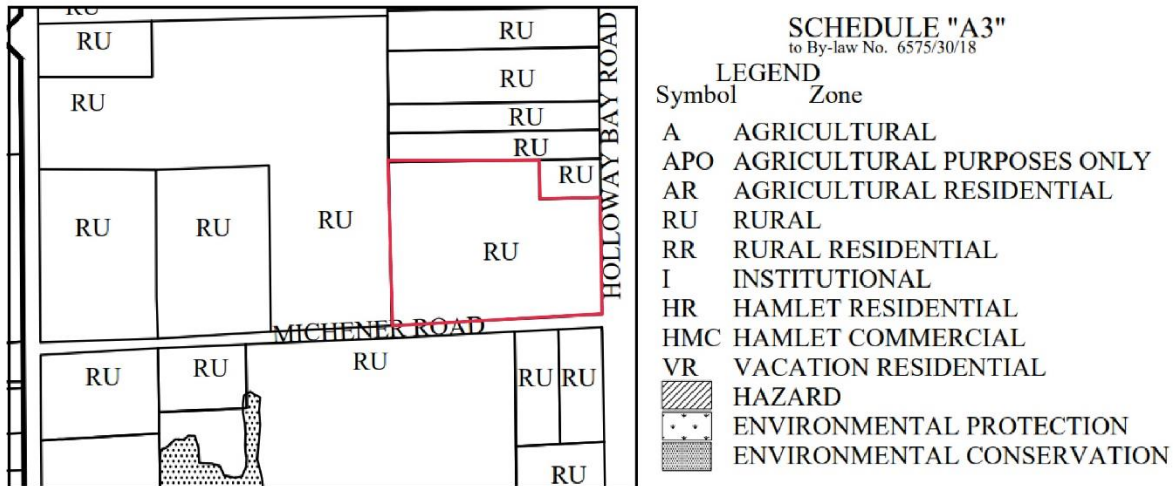 RU
RU
RU
RU
RU
RU
RU
RU
RU
RU
RU
RU
HOLLOWAY BAY ROAD
MICHENER ROAD
RU
RU
RU
RU
RU
RU
SCHEDULE "A3"
to By-law No. 6575/30/18
LEGEND
Symbol Zone
A AGRICULTURAL
APO AGRICULTURAL PURPOSES ONLY
AR AGRICULTURAL RESIDENTIAL
RU RURAL
RR RURAL RESIDENTIAL
I INSTITUTIONAL
HR HAMLET RESIDENTIAL
HMC HAMLET COMMERCIAL
VR VACATION RESIDENTIAL
HAZARD
ENVIRONMENTAL PROTECTION
ENVIRONMENTAL CONSERVATION